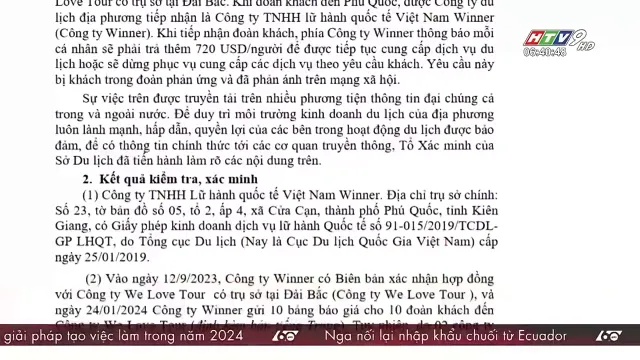 Love Tour có trụ sở tại Đài Bắc. Khi đoàn khách đến Phú Quốc, được Công ty du
lịch địa phương tiếp nhận là Công ty TNHH lữ hành quốc tế Việt Nam Winner
(Công ty Winner). Khi tiếp nhận đoàn khách, phía Công ty Winner thông báo mỗi
cá nhân sẽ phải trả thêm 720 USD/người để được tiếp tục cung cấp dịch vụ du
lịch hoặc sẽ dừng phục vụ cung cấp các dịch vụ theo yêu cầu khách. Yêu cầu này
bị khách trong đoàn phản ứng và đã phản ánh trên mạng xã hội.
Sự việc trên được truyền tải trên nhiều phương tiện thông tin đại chúng cả
trong và ngoài nước. Để duy trì môi trường kinh doanh du lịch của địa phương
luôn lành mạnh, hấp dẫn, quyền lợi của các bên trong hoạt động du lịch được bảo
đảm, để có thông tin chính thức tới các cơ quan truyền thông, Tổ Xác minh của
Sở Du lịch đã tiến hành làm rõ các nội dung trên.
2. Kết quả kiểm tra, xác minh
(1) Công ty TNHH Lữ hành quốc tế Việt Nam Winner. Địa chỉ trụ sở chính:
Số 23, tờ bản đồ số 05, tổ 2, ấp 4, xã Cửa Cạn, thành phố Phú Quốc, tỉnh Kiên
Giang, có Giấy phép kinh doanh dịch vụ lữ hành Quốc tế số 91-015/2019/TCDL-
GP LHQT, do Tổng cục Du lịch (Nay là Cục Du lịch Quốc Gia Việt Nam) cấp
ngày 25/01/2019.
(2) Vào ngày 12/9/2023, Công ty Winner có Biên bản xác nhận hợp đồng
với Công ty We Love Tour có trụ sở tại Đài Bắc (Công ty We Love Tour ), và
ngày 24/01/2024 Công ty Winner gửi 10 bảng báo giá cho 10 đoàn khách đến
HTV9 HD
06:40:46
giải pháp tạo việc làm trong năm 2024
Nga nối lại nhập khẩu chuối từ Ecuador